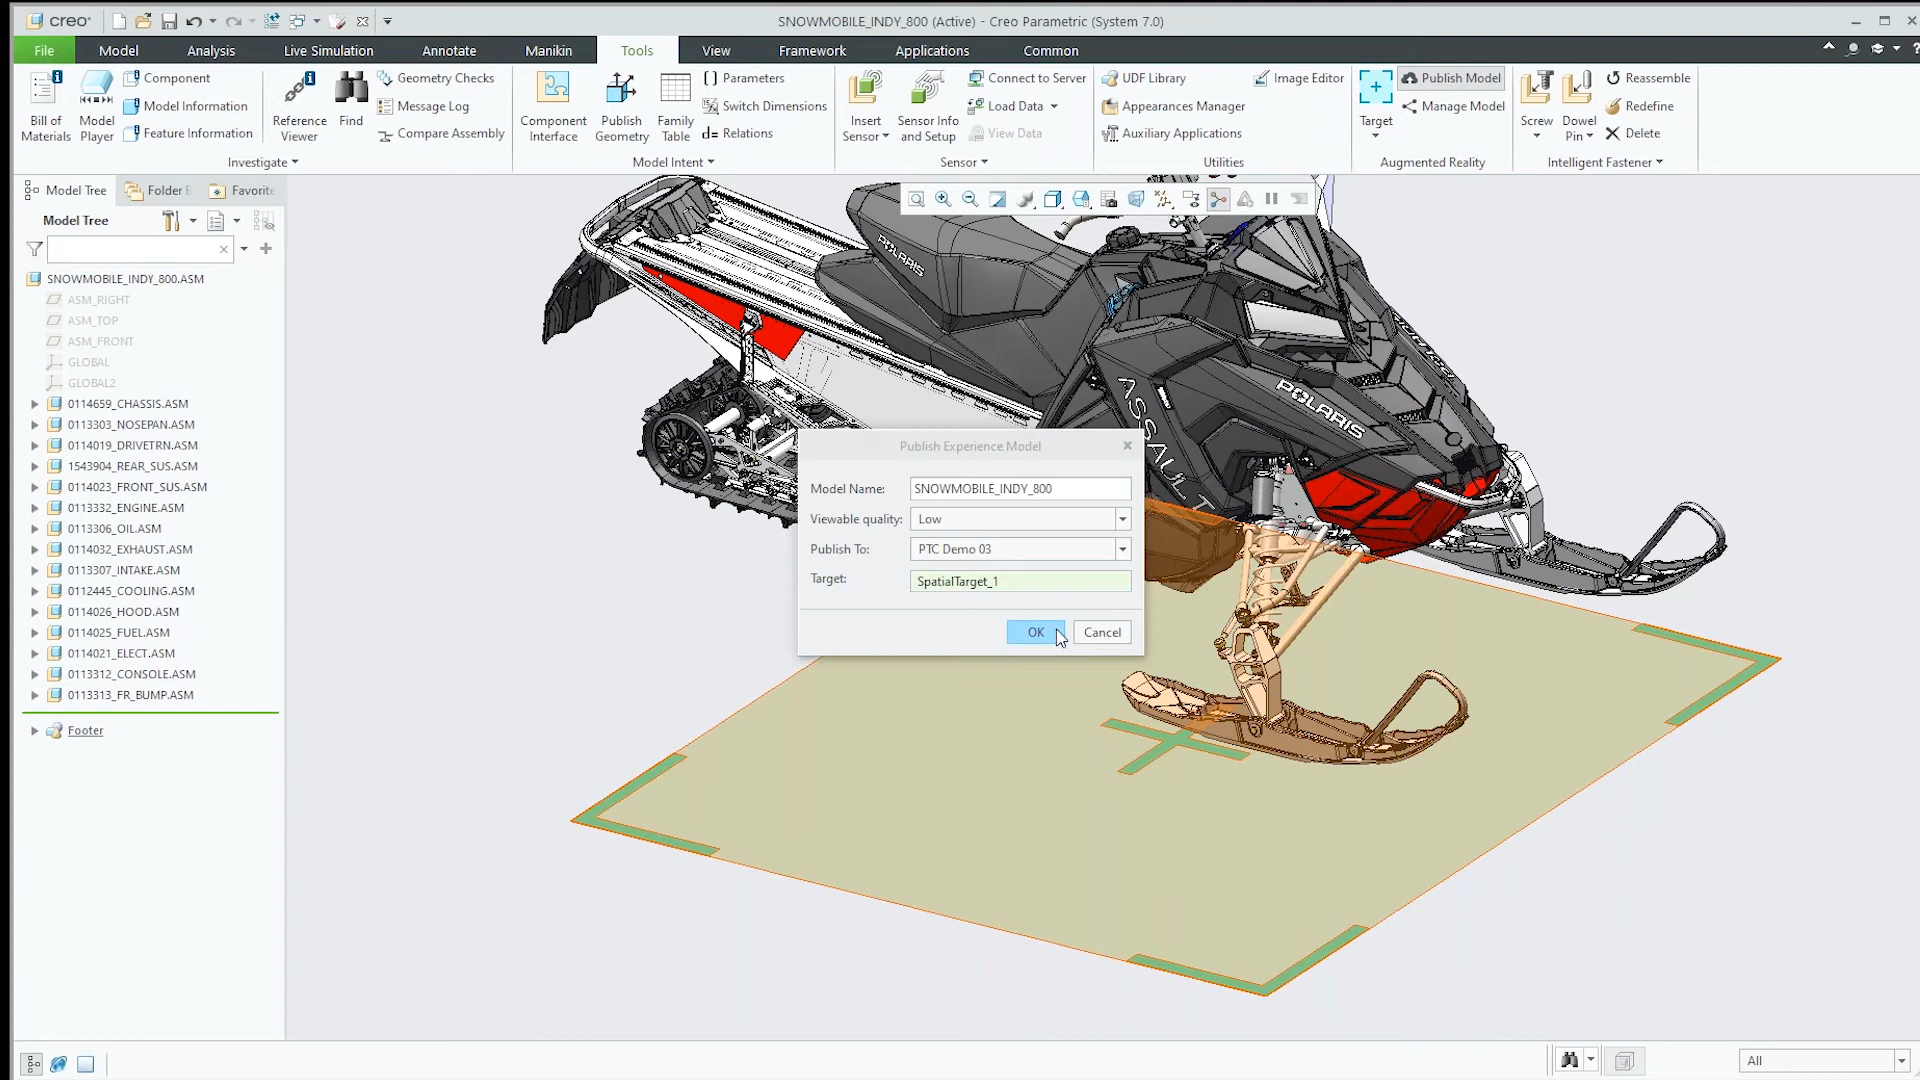 creo
SNOWMOBILE_INDY_800 (Active) - Creo Parametric (System 7.0)
File
Model
Analysis
Live Simulation
Annotate
Manikin
Tools
View
Framework
Applications
Common
Bill of
Materials
Model
Player
Component
Model Information
Feature Information
Reference
Viewer
Find
Geometry Checks
Message Log
Compare Assembly
Investigate
Component
Interface
Publish
Geometry
Family
Table
Parameters
Switch Dimensions
d= Relations
Model Intent
Insert
Sensor
Sensor Info
and Setup
Connect to Server
Load Data
View Data
Sensor
UDF Library
Appearances Manager
Auxiliary Applications
Image Editor
Utilities
Target
Publish Model
Manage Model
Augmented Reality
Screw
Dowel
Pin
Reassemble
Redefine
Delete
Intelligent Fastener
Model Tree
Folder
Favorite
Model Tree
SNOWMOBILE_INDY_800.ASM
ASM_RIGHT
ASM_TOP
ASM_FRONT
GLOBAL
GLOBAL2
0114659_CHASSIS.ASM
0113303_NOSEPAN.ASM
0114019_DRIVETRN.ASM
1543904_REAR_SUS.ASM
0114023_FRONT_SUS.ASM
0113332_ENGINE.ASM
0113306_OIL.ASM
0114032_EXHAUST.ASM
0113307_INTAKE.ASM
0112445_COOLING.ASM
0114026_HOOD.ASM
0114025_FUEL.ASM
0114021_ELECT.ASM
0113312_CONSOLE.ASM
0113313_FR_BUMP.ASM
Footer
POLARIS
POLARIS
ASSAULT
Publish Experience Model
Model Name:
SNOWMOBILE_INDY_800
Viewable quality:
Low
Publish To:
PTC Demo 03
Target:
SpatialTarget_1
OK
Cancel
All